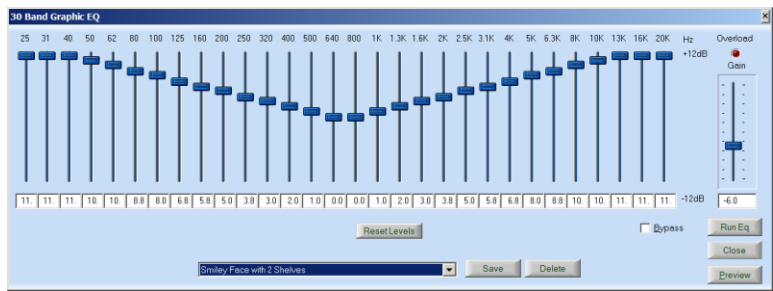 30 Band Graphic EQ
25 31 40 50 62 80 100 125 160 200 250 320 400 500 640 800 1K 1.3K 1.6K 2K 2.5K 3.1K 4K 5K 6.3K 8K 10K 13K 16K 20K Hz Overload
+12dB
Gain
11. 11. 11. 10. 10. 8.8 8.0 6.8 5.8 5.0 3.8 3.0 2.0 1.0 0.0 0.0 1.0 2.0 3.0 3.8 5.0 5.8 6.8 8.0 8.8 10. 10. 11. 11. 11. -12dB -6.0
Reset Levels Bypass Run Eq
Close
Smiley Face with 2 Shelves Save Delete Preview